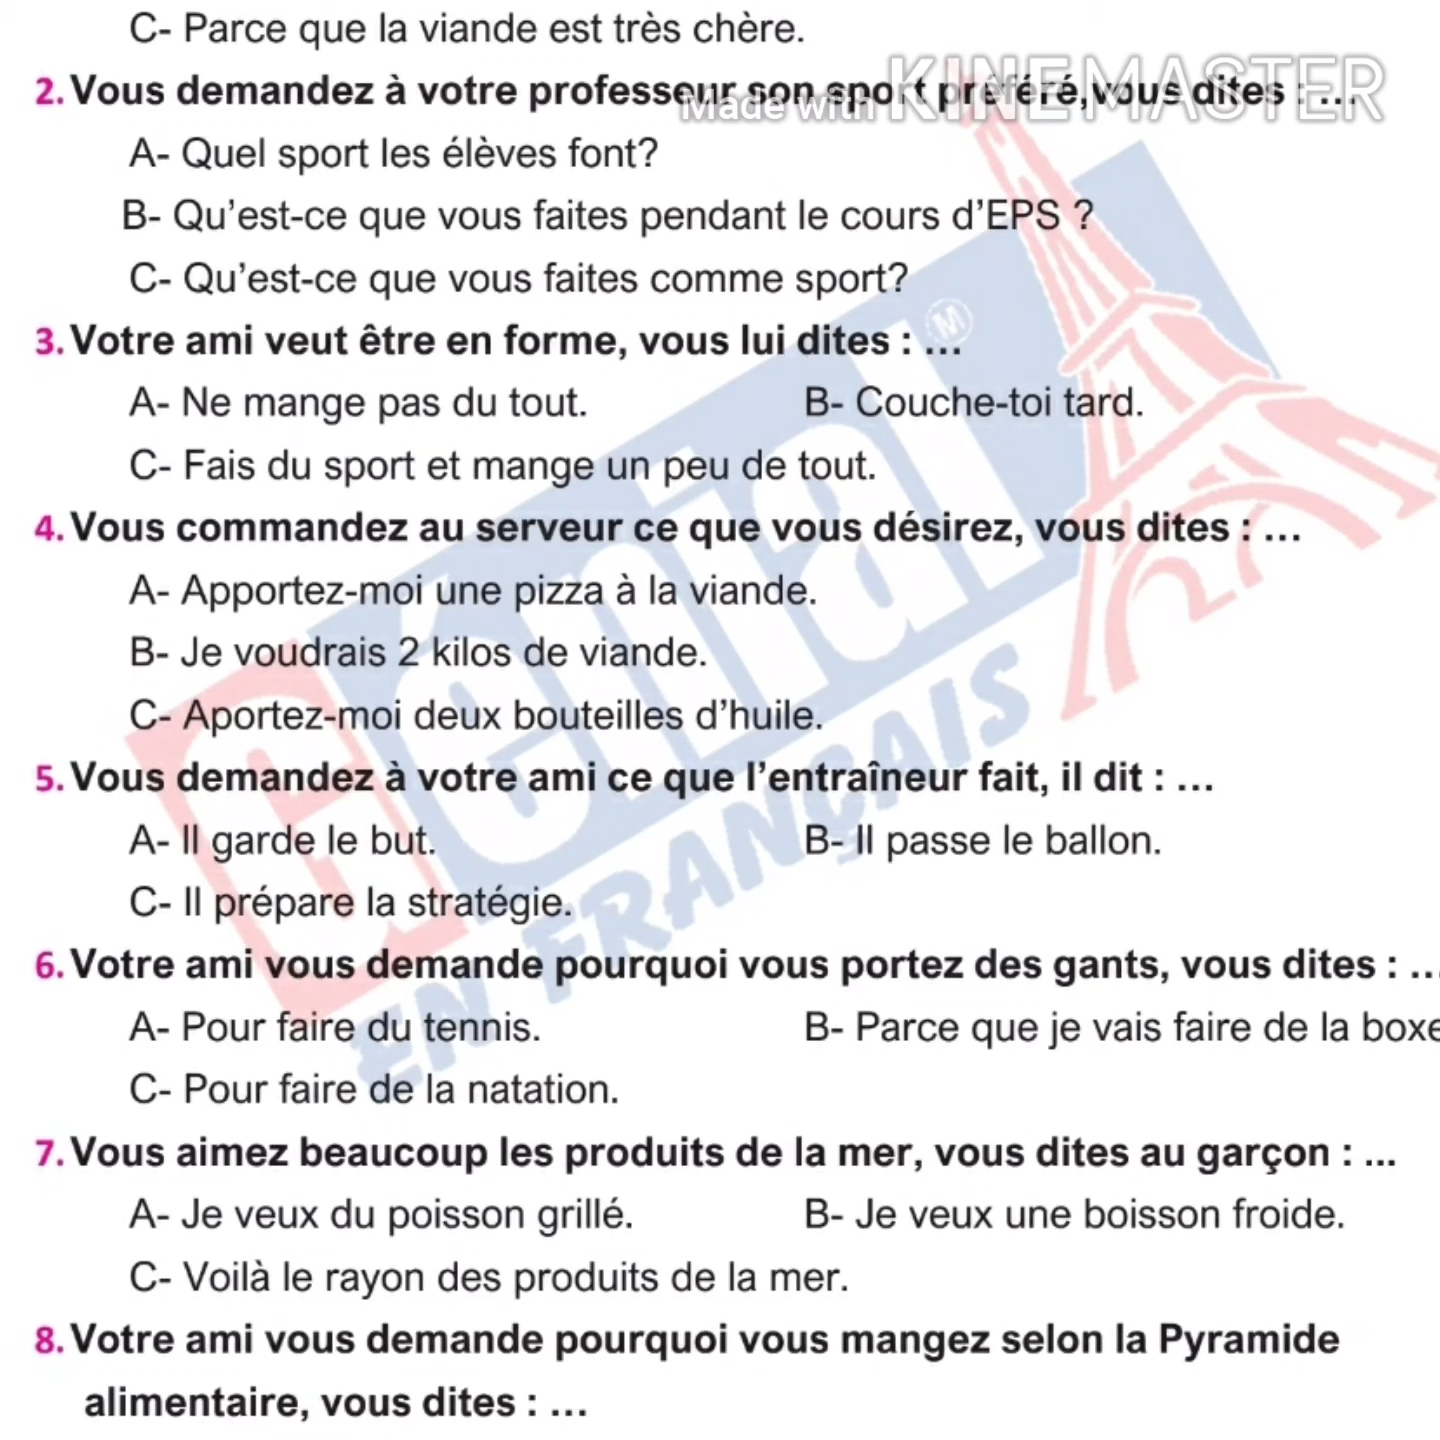 C- Parce que la viande est très chère.
2. Vous demandez à votre professeur son sport préféré,vous dites : ...
Made with KINEMASTER
A- Quel sport les élèves font?
B- Qu’est-ce que vous faites pendant le cours d’EPS ?
C- Qu’est-ce que vous faites comme sport?
3. Votre ami veut être en forme, vous lui dites : ...
A- Ne mange pas du tout. B- Couche-toi tard.
C- Fais du sport et mange un peu de tout.
4. Vous commandez au serveur ce que vous désirez, vous dites : ...
A- Apportez-moi une pizza à la viande.
B- Je voudrais 2 kilos de viande.
C- Aportez-moi deux bouteilles d’huile.
5. Vous demandez à votre ami ce que l’entraîneur fait, il dit : ...
A- Il garde le but. B- Il passe le ballon.
C- Il prépare la stratégie.
6. Votre ami vous demande pourquoi vous portez des gants, vous dites : ...
A- Pour faire du tennis. B- Parce que je vais faire de la boxe
C- Pour faire de la natation.
7. Vous aimez beaucoup les produits de la mer, vous dites au garçon : ...
A- Je veux du poisson grillé. B- Je veux une boisson froide.
C- Voilà le rayon des produits de la mer.
8. Votre ami vous demande pourquoi vous mangez selon la Pyramide
alimentaire, vous dites : ...
Génial M
EN FRANÇAIS